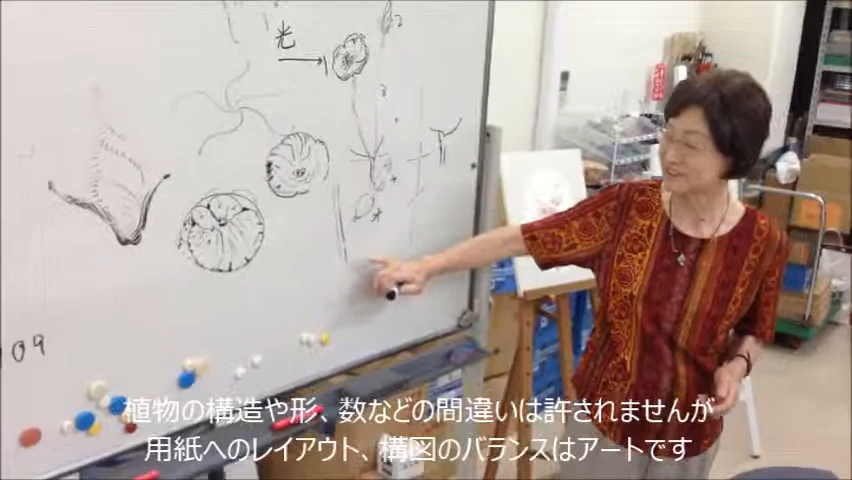 光
09
植物の構造や形、数などの間違いは許されませんが
用紙へのレイアウト、構図のバランスはアートです